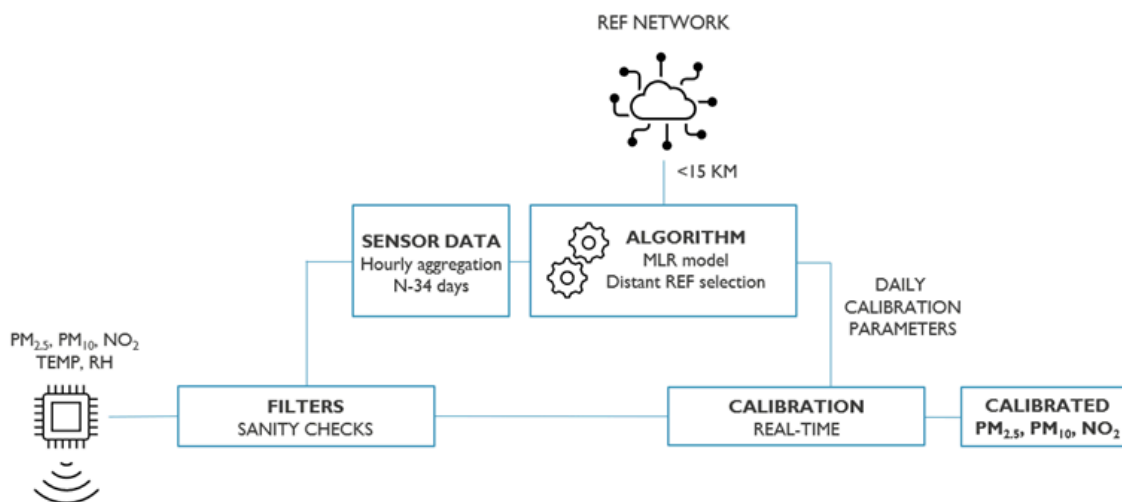 REF NETWORK
<15 KM
SENSOR DATA
Hourly aggregation
N-34 days
ALGORITHM
MLR model
Distant REF selection
DAILY
CALIBRATION
PARAMETERS
PM₂.₅, PM₁₀, NO₂
TEMP, RH
FILTERS
SANITY CHECKS
CALIBRATION
REAL-TIME
CALIBRATED
PM₂.₅, PM₁₀, NO₂